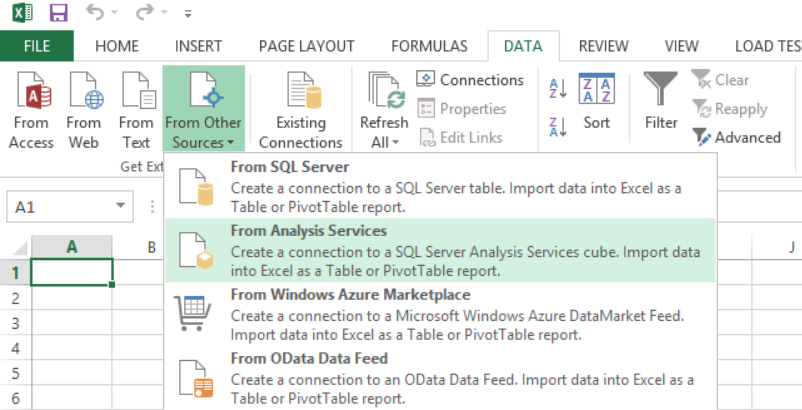 FILE HOME INSERT PAGE LAYOUT FORMULAS DATA REVIEW VIEW LOAD TES
From Access
From Web
From Text
From Other Sources
Get Ext
Existing Connections
Refresh All
Connections
Properties
Edit Links
A Z
Z A
Z A A Z
Sort
Filter
Clear
Reapply
Advanced
A1
From SQL Server
Create a connection to a SQL Server table. Import data into Excel as a
Table or PivotTable report.
From Analysis Services
Create a connection to a SQL Server Analysis Services cube. Import data
into Excel as a Table or PivotTable report.
From Windows Azure Marketplace
Create a connection to a Microsoft Windows Azure DataMarket Feed.
Import data into Excel as a Table or PivotTable report.
From OData Data Feed
Create a connection to an OData Data Feed. Import data into Excel as a
Table or PivotTable report.
A B J
1
2
3
4
5
6